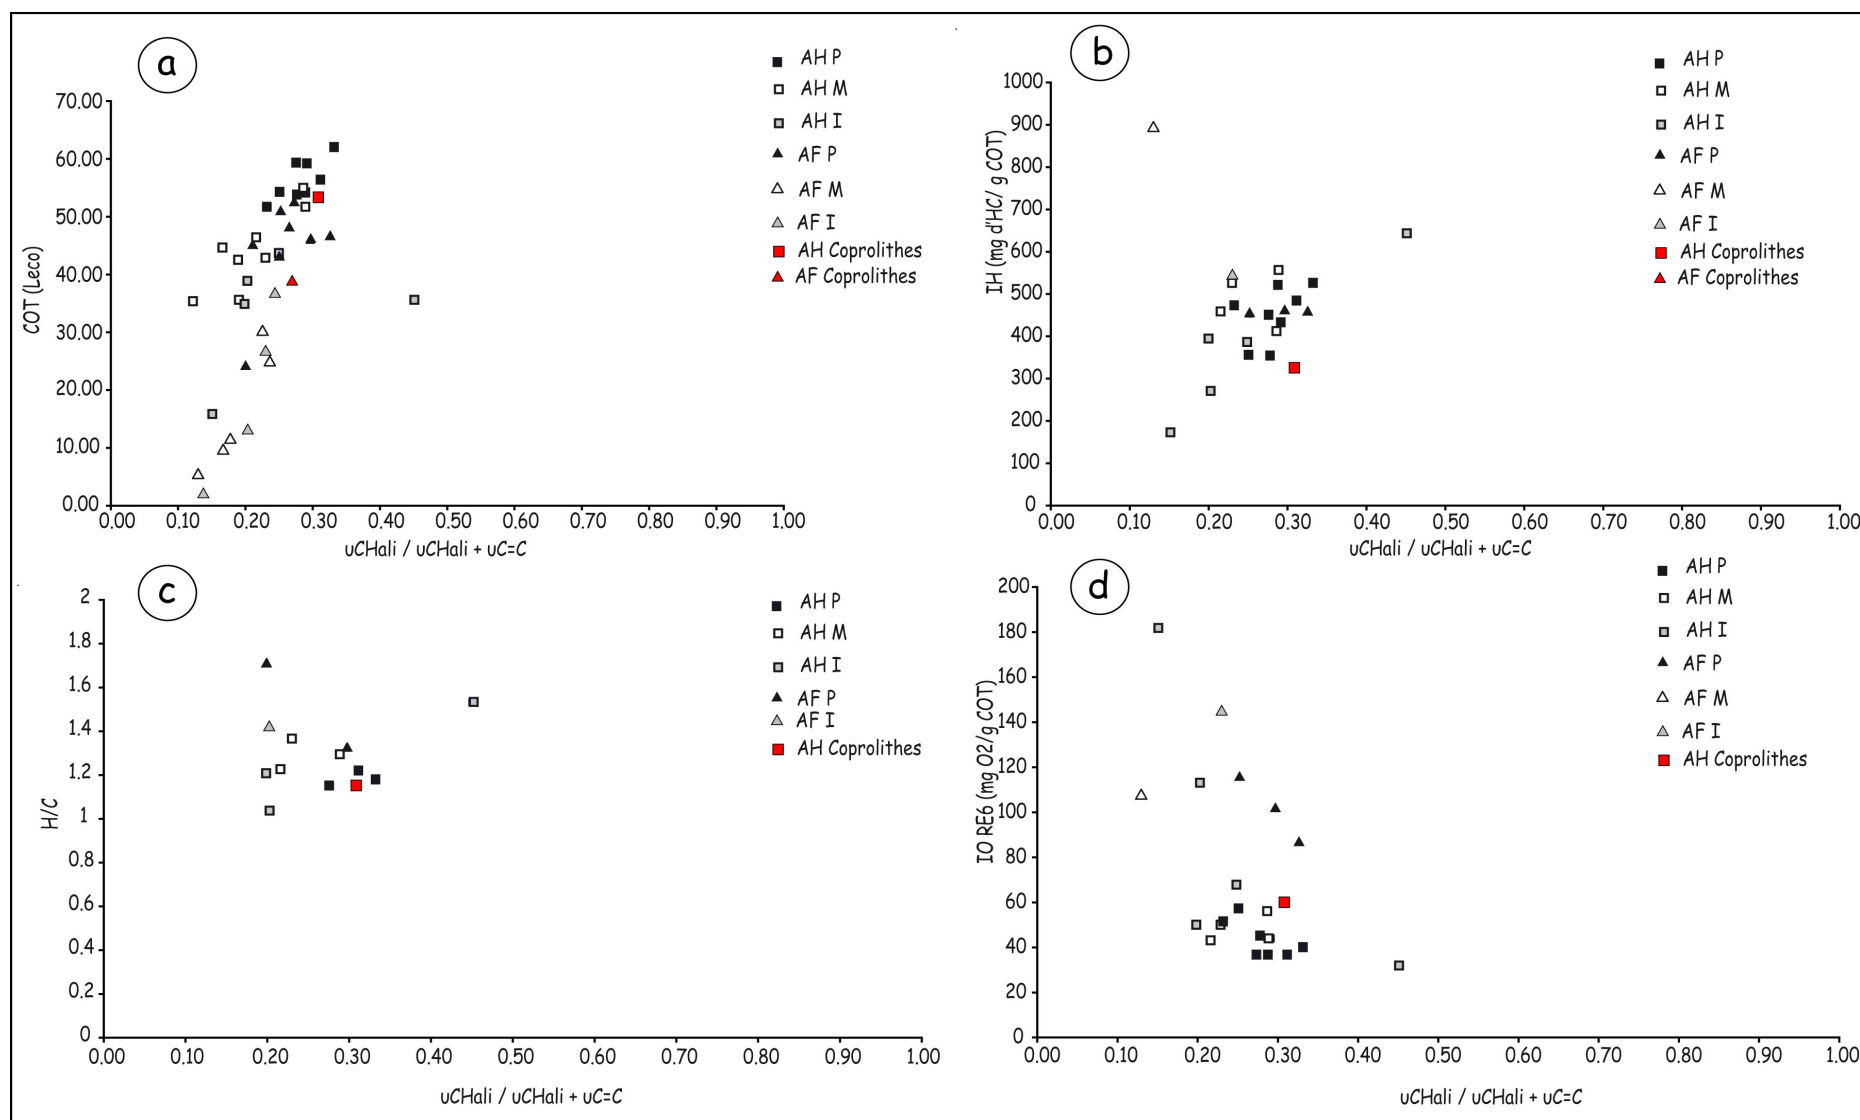 a
AH P
AH M
AH I
AF P
AF M
AF I
AH Coprolithes
AF Coprolithes
COT (Leco)
70.00
60.00
50.00
40.00
30.00
20.00
10.00
0.00
0.00 0.10 0.20 0.30 0.40 0.50 0.60 0.70 0.80 0.90 1.00
uCHali / uCHali + uC=C
b
AH P
AH M
AH I
AF P
AF M
AF I
AH Coprolithes
AF Coprolithes
IH (mg d'HC/ g COT)
1000
900
800
700
600
500
400
300
200
100
0
0.00 0.10 0.20 0.30 0.40 0.50 0.60 0.70 0.80 0.90 1.00
uCHali / uCHali + uC=C
c
AH P
AH M
AH I
AF P
AF I
AH Coprolithes
H/C
2
1.8
1.6
1.4
1.2
1
0.8
0.6
0.4
0.2
0
0.00 0.10 0.20 0.30 0.40 0.50 0.60 0.70 0.80 0.90 1.00
uCHali / uCHali + uC=C
d
AH P
AH M
AH I
AF P
AF M
AF I
AH Coprolithes
IO RE6 (mg O2/g COT)
200
180
160
140
120
100
80
60
40
20
0
0.00 0.10 0.20 0.30 0.40 0.50 0.60 0.70 0.80 0.90 1.00
uCHali / uCHali + uC=C